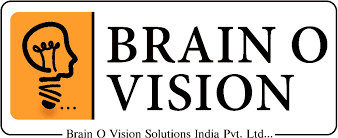 BRAIN O
VISION
Brain O Vision Solutions India Pvt. Ltd...